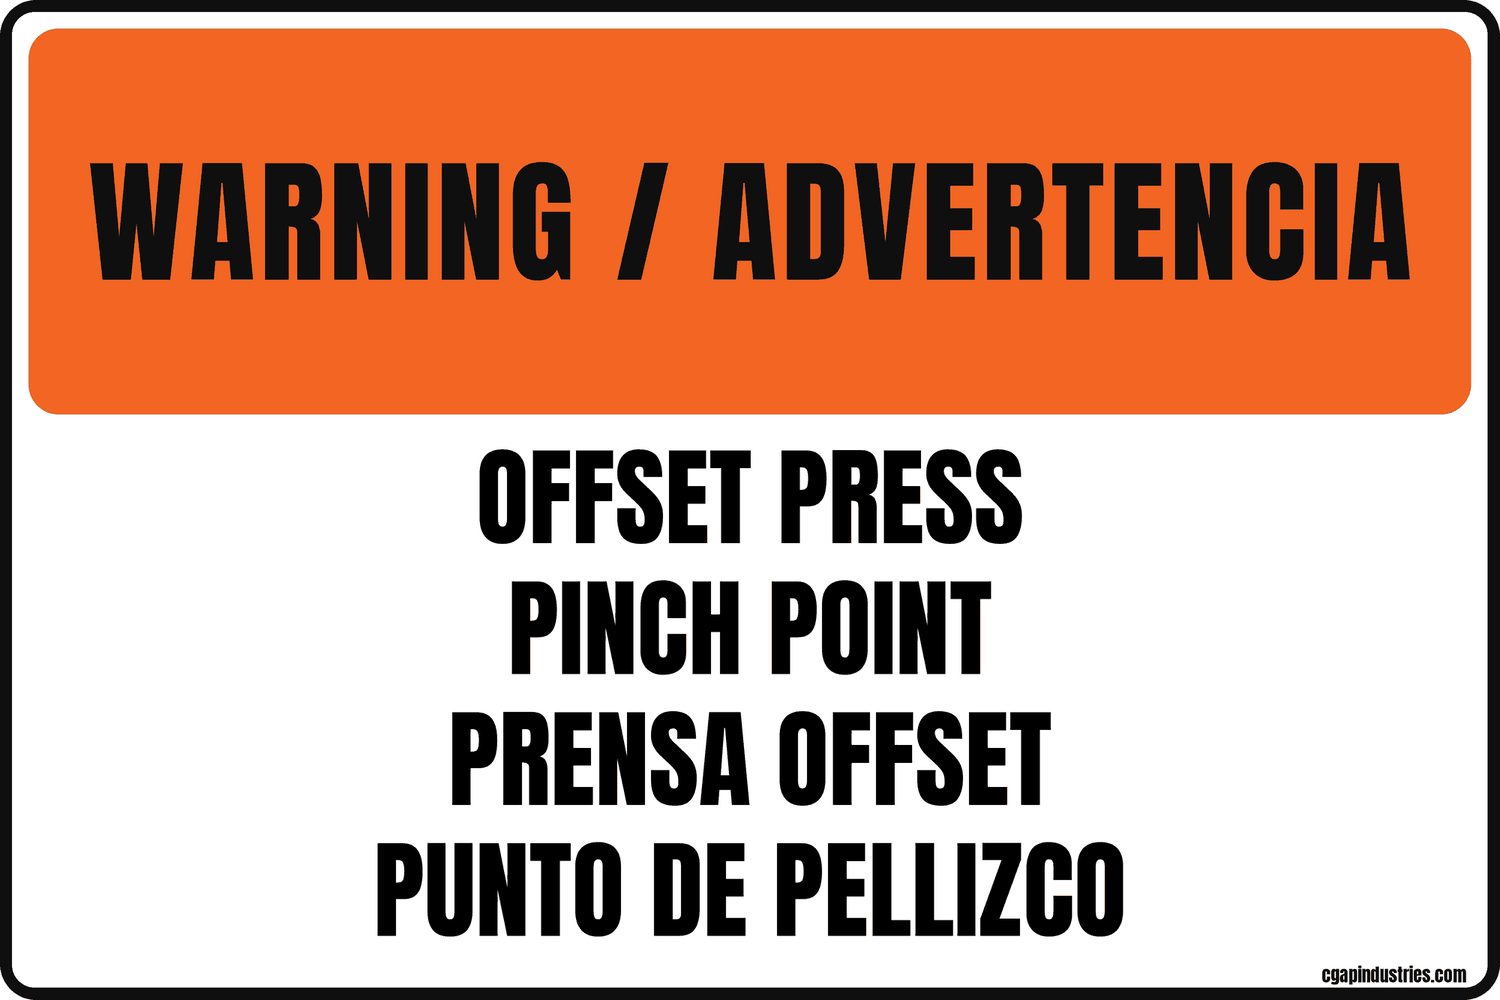 WARNING / ADVERTENCIA
OFFSET PRESS
PINCH POINT
PRENSA OFFSET
PUNTO DE PELLIZCO
cgapindustries.com